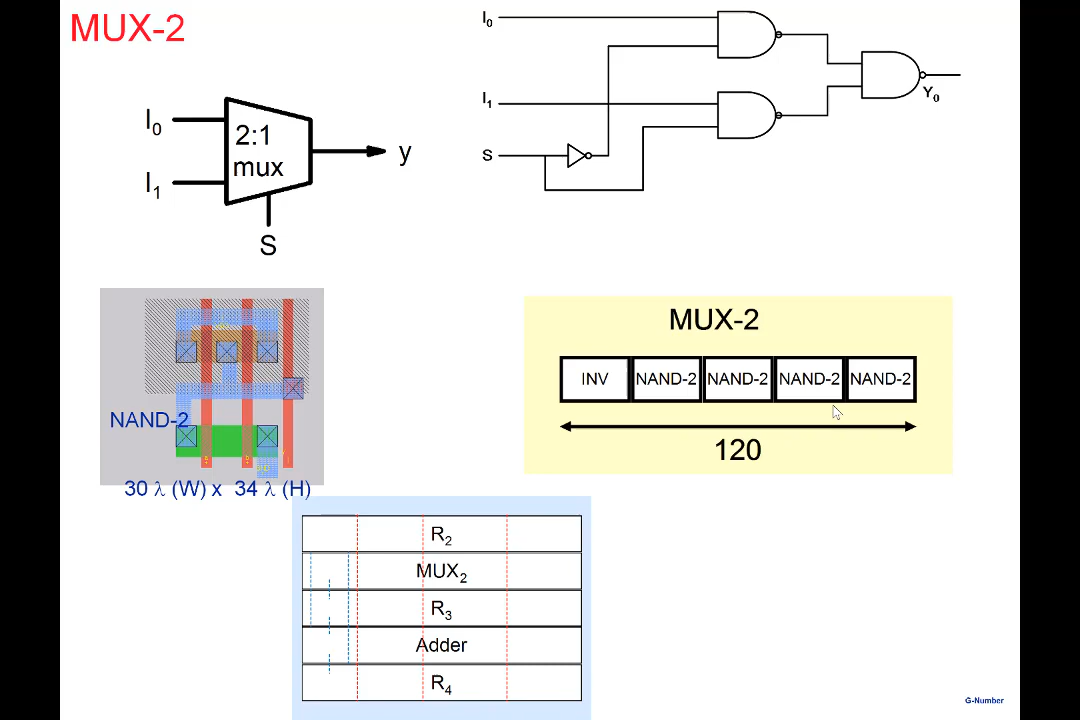 MUX-2
I0
I1
2:1
mux
y
S
I0
I1
S
Y0
NAND-2
30 λ (W) x 34 λ (H)
MUX-2
INV NAND-2 NAND-2 NAND-2 NAND-2
120
R2
MUX2
R3
Adder
R4
G-Number